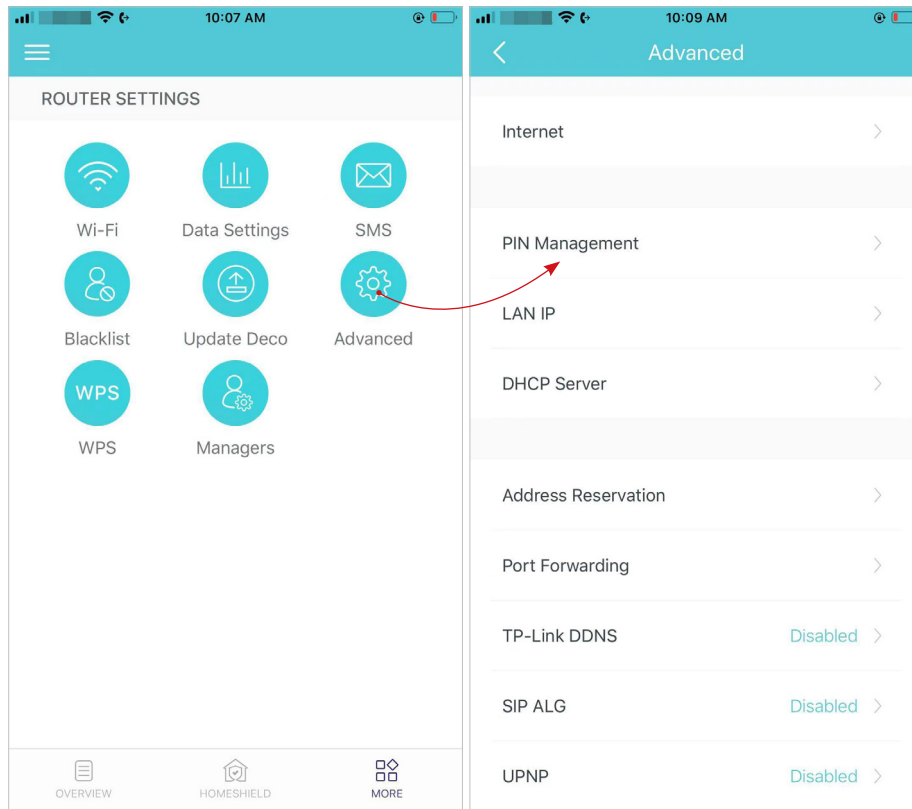 10:07 AM
ROUTER SETTINGS
Wi-Fi
Data Settings
SMS
Blacklist
Update Deco
Advanced
WPS
WPS
Managers
OVERVIEW
HOMESHIELD
MORE
10:09 AM
Advanced
Internet
PIN Management
LAN IP
DHCP Server
Address Reservation
Port Forwarding
TP-Link DDNS Disabled
SIP ALG Disabled
UPNP Disabled